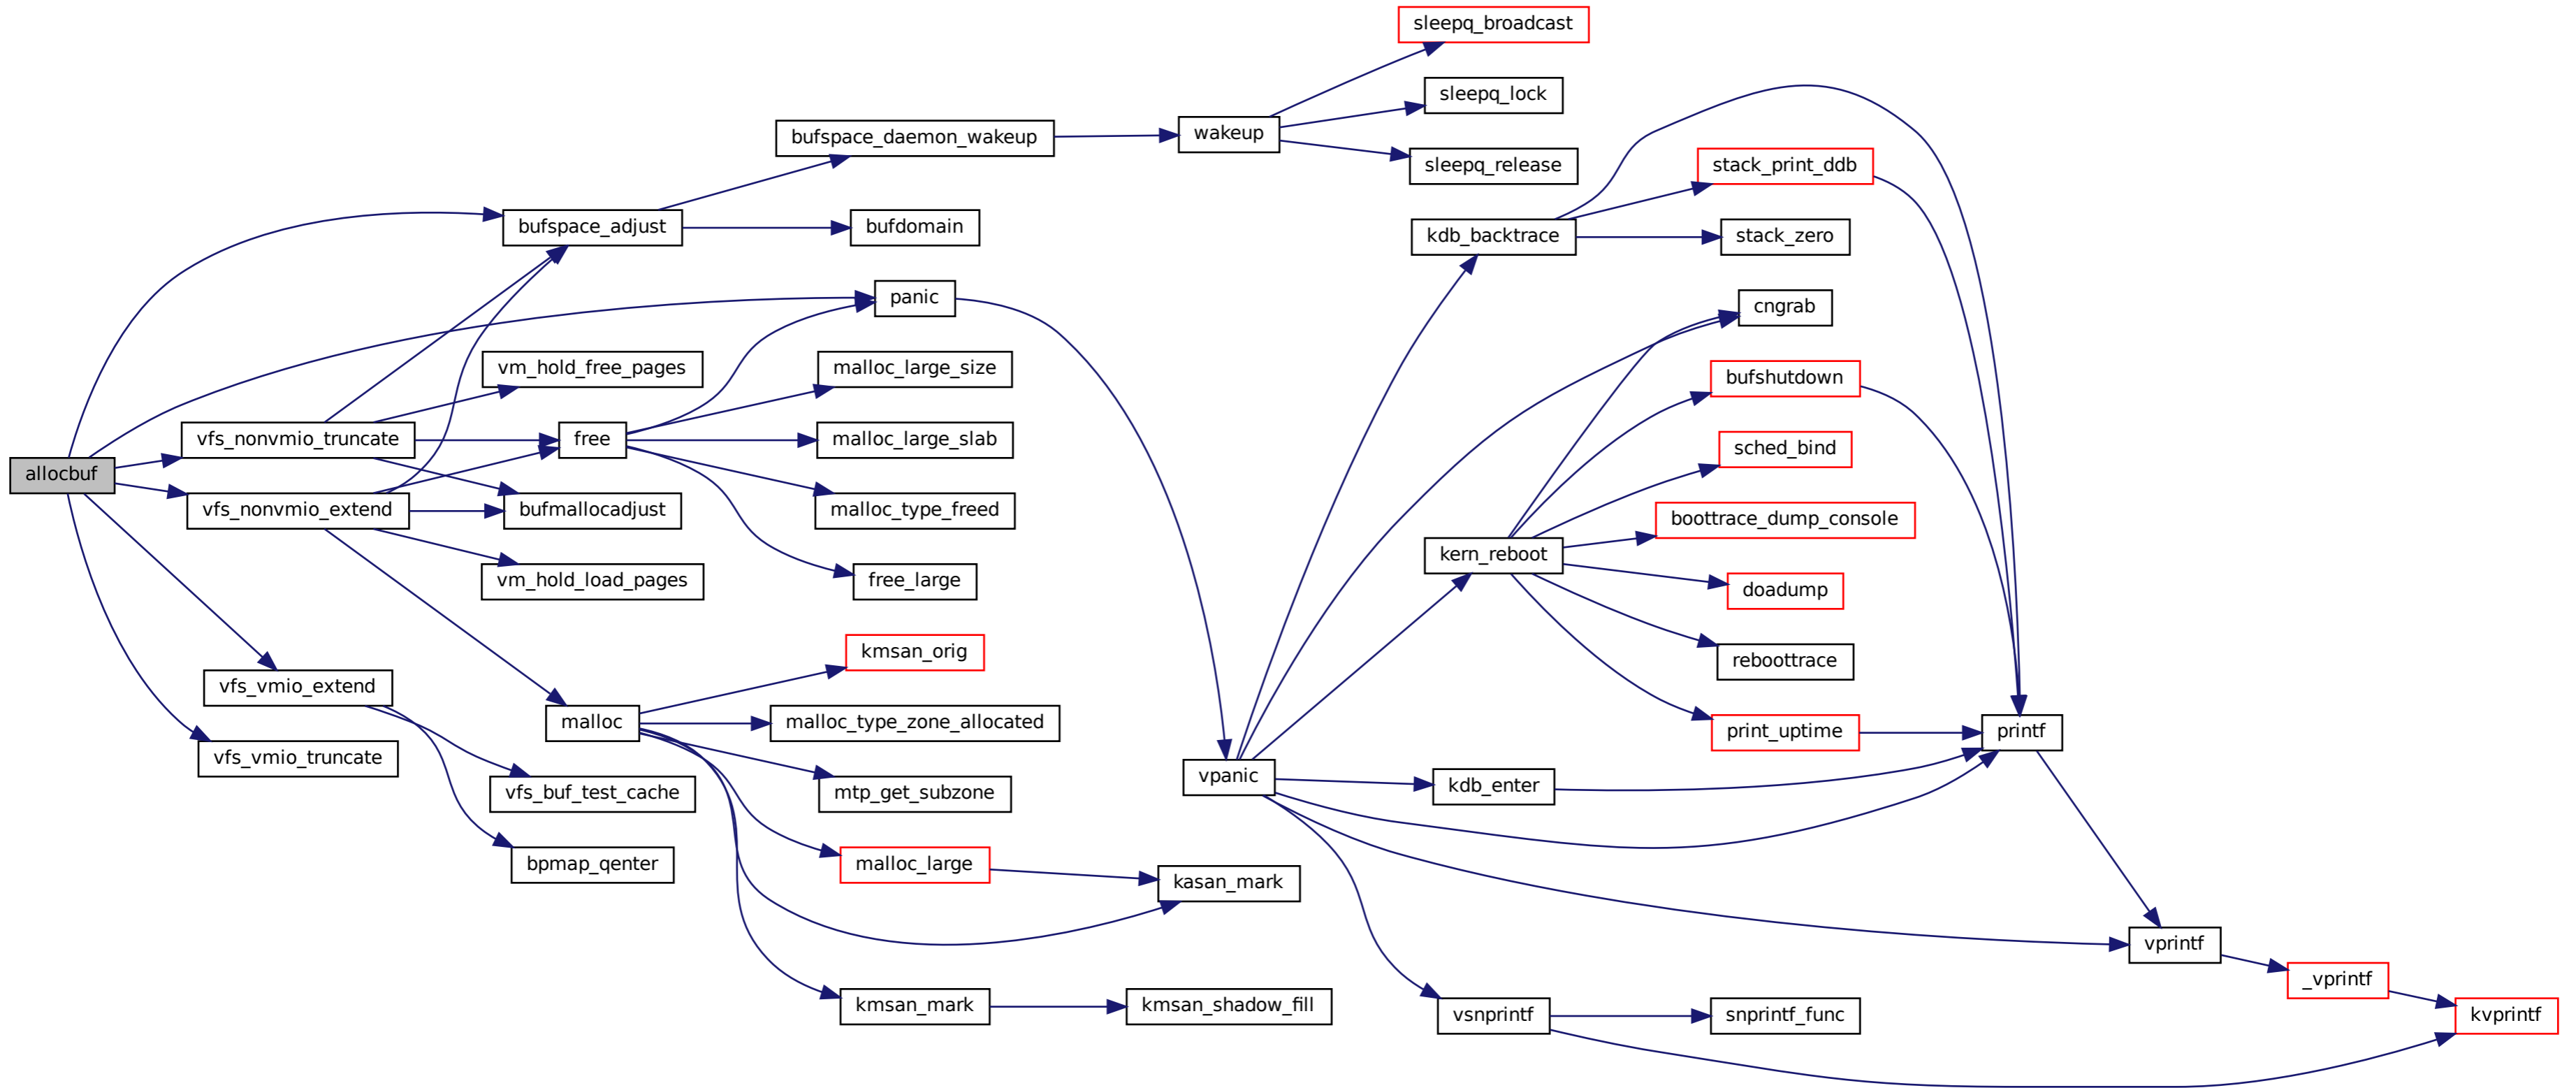 allocbuf
bufspace_adjust
bufspace_daemon_wakeup
wakeup
sleepq_broadcast
sleepq_lock
sleepq_release
bufdomain
panic
vfs_nonvmio_truncate
vm_hold_free_pages
free
malloc_large_size
malloc_large_slab
malloc_type_freed
free_large
vfs_nonvmio_extend
bufmallocadjust
vm_hold_load_pages
malloc
kmsan_orig
malloc_type_zone_allocated
mtp_get_subzone
malloc_large
kasan_mark
kmsan_mark
kmsan_shadow_fill
vfs_vmio_extend
vfs_vmio_truncate
vfs_buf_test_cache
bpmap_qenter
vpanic
kdb_backtrace
stack_print_ddb
stack_zero
cngrab
kern_reboot
bufshutdown
sched_bind
boottrace_dump_console
doadump
reboottrace
print_uptime
kdb_enter
printf
vprintf
_vprintf
kvprintf
vsnprintf
snprintf_func